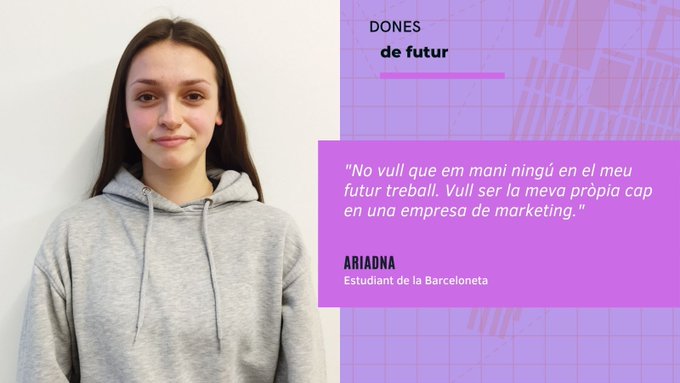 DONES
de futur
"No vull que em mani ningú en el meu
futur treball. Vull ser la meva pròpia cap
en una empresa de marketing."
ARIADNA
Estudiant de la Barceloneta